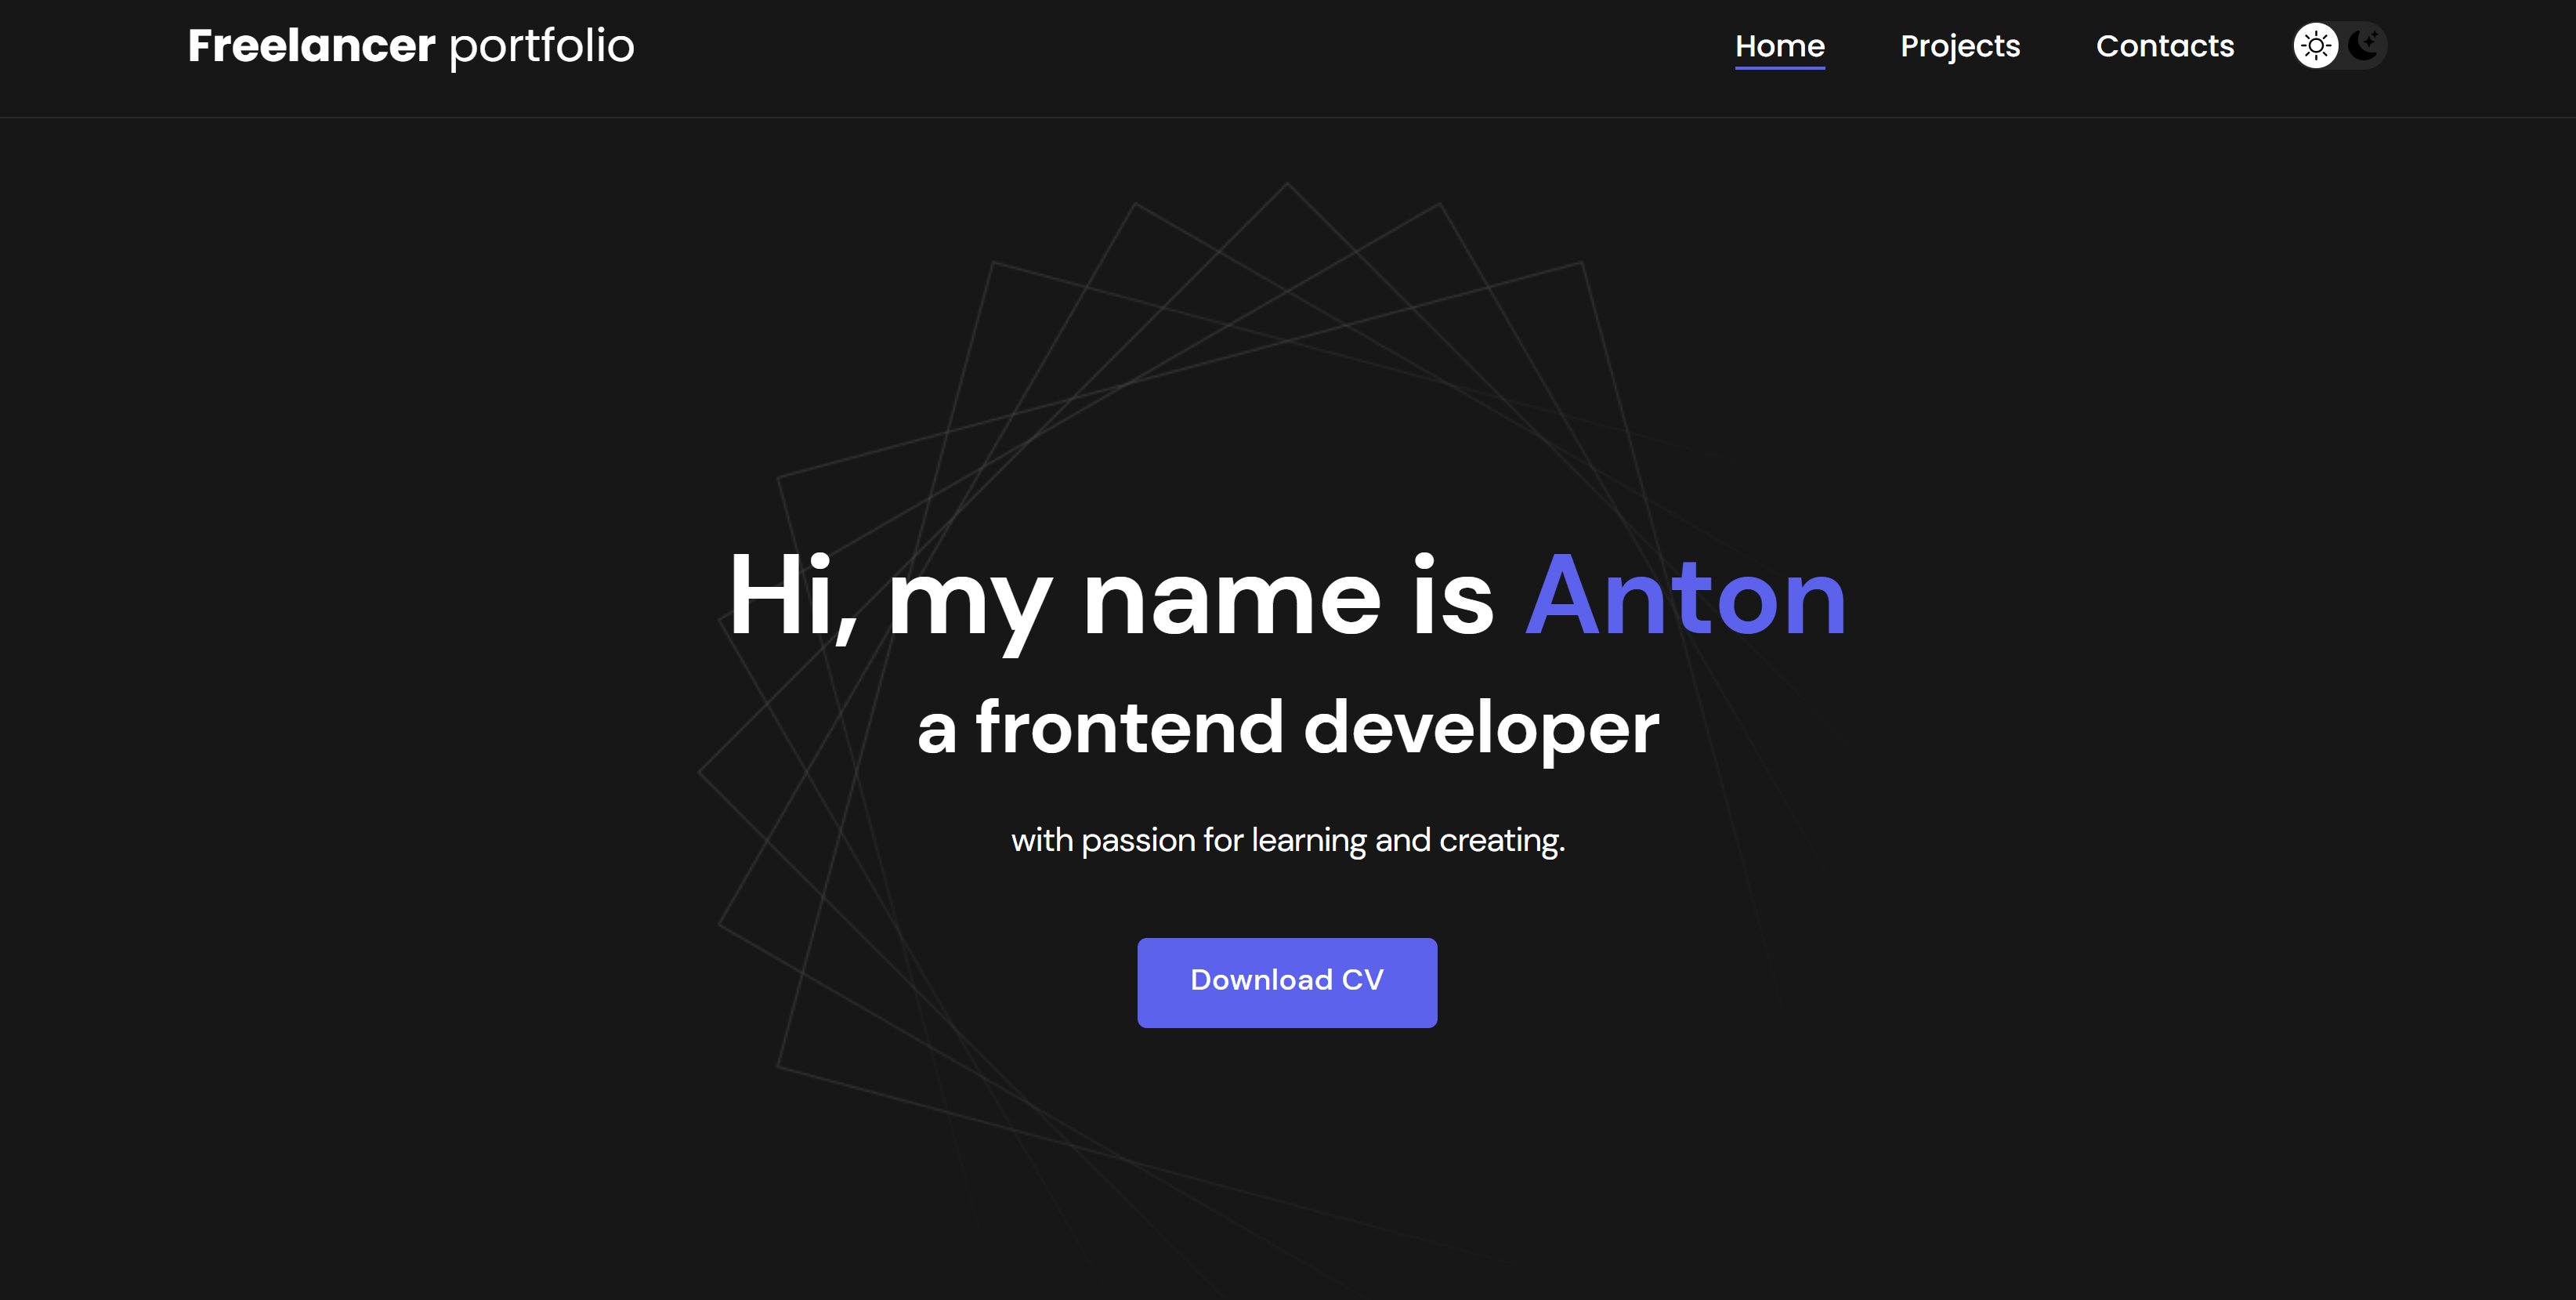 Freelancer portfolio
Home Projects Contacts
Hi, my name is Anton
a frontend developer
with passion for learning and creating.
Download CV